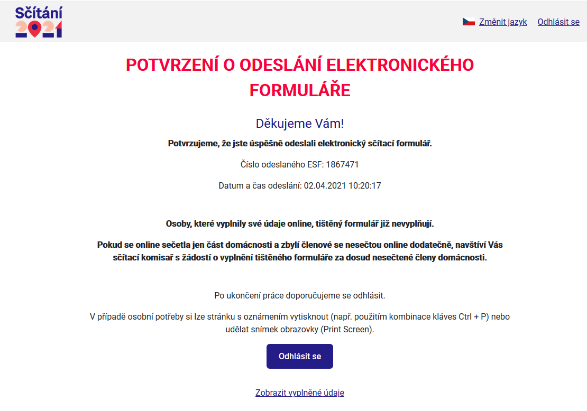 Sčítání
2021
Změnit jazyk Odhlásit se
POTVRZENÍ O ODESLÁNÍ ELEKTRONICKÉHO
FORMULÁŘE
Děkujeme Vám!
Potvrzujeme, že jste úspěšně odeslali elektronický sčítací formulář.
Číslo odeslaného ESF: 1867471
Datum a čas odeslání: 02.04.2021 10:20:17
Osoby, které vyplnily své údaje online, tištěný formulář již nevyplňují.
Pokud se online sečetla jen část domácnosti a zbylí členové se nesečtou online dodatečně, navštíví Vás
sčítací komisař s žádostí o vyplnění tištěného formuláře za dosud nesečtené členy domácnosti.
Po ukončení práce doporučujeme se odhlásit.
V případě osobní potřeby si lze stránku s oznámením vytisknout (např. použitím kombinace kláves Ctrl + P) nebo
udělat snímek obrazovky (Print Screen).
Odhlásit se
Zobrazit vyplněné údaje